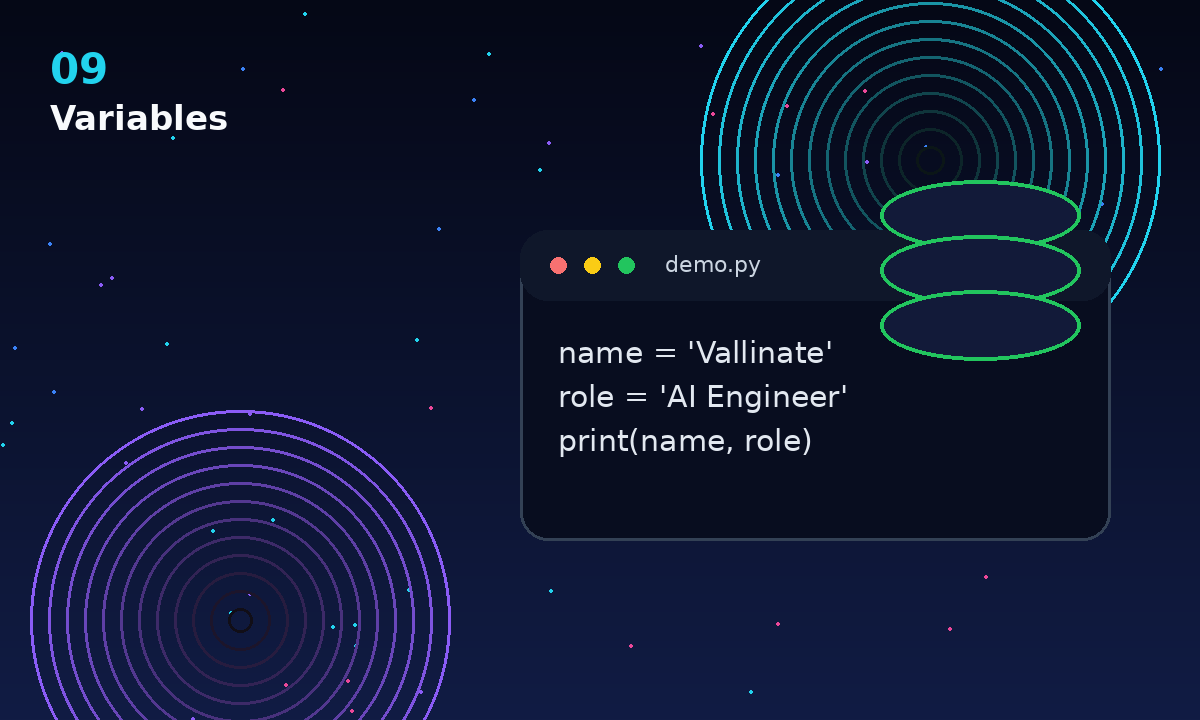 09
Variables
demo.py
name = 'Vallinate'
role = 'AI Engineer'
print(name, role)